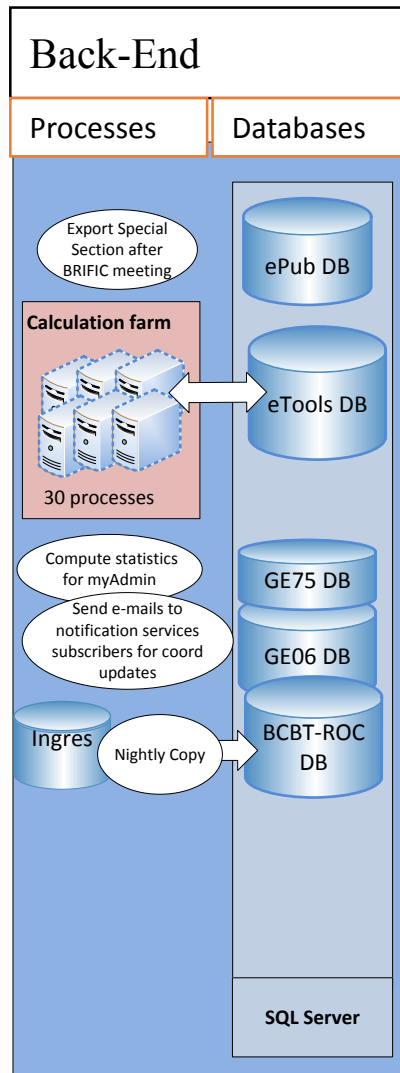 Back-End
Processes
Databases
Export Special
Section after
BRIFIC meeting
ePub DB
Calculation farm
30 processes
eTools DB
Compute statistics
for myAdmin
GE75 DB
Send e-mails to
notification services
subscribers for coord
updates
GE06 DB
Ingres
Nightly Copy
BCBT-ROC
DB
SQL Server